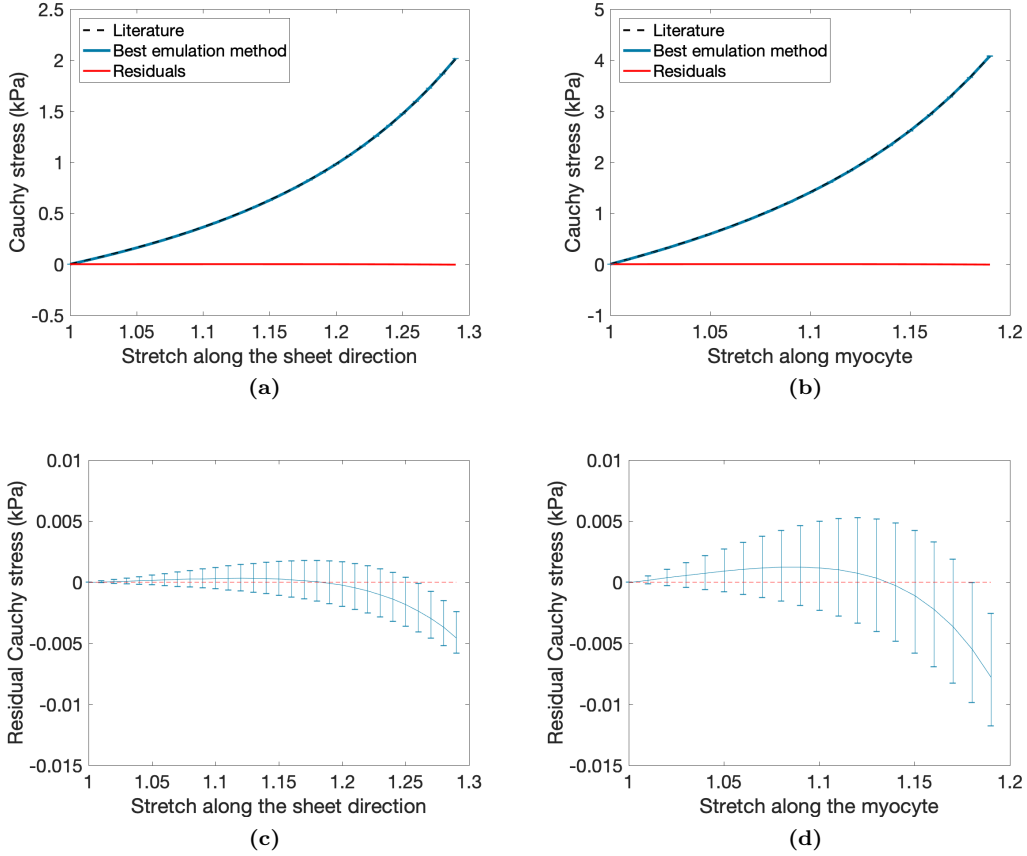 2.5
2
1.5
1
0.5
0
-0.5
Cauchy stress (kPa)
Literature
Best emulation method
Residuals
1
1.05
1.1
1.15
1.2
1.25
1.3
Stretch along the sheet direction
(a)
5
4
3
2
1
0
-1
Cauchy stress (kPa)
Literature
Best emulation method
Residuals
1
1.05
1.1
1.15
1.2
Stretch along myocyte
(b)
0.01
0.005
0
-0.005
-0.01
-0.015
Residual Cauchy stress (kPa)
1
1.05
1.1
1.15
1.2
1.25
1.3
Stretch along the sheet direction
(c)
0.01
0.005
0
-0.005
-0.01
-0.015
Residual Cauchy stress (kPa)
1
1.05
1.1
1.15
1.2
Stretch along the myocyte
(d)